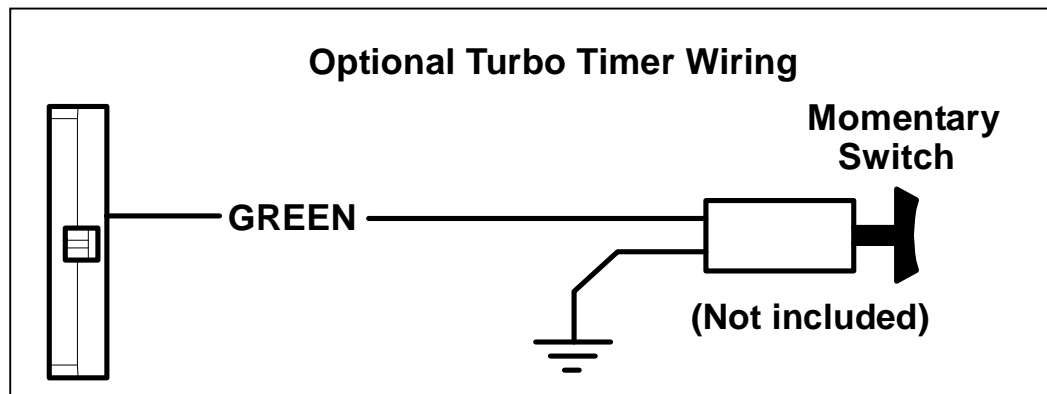 Optional Turbo Timer Wiring
Momentary
Switch
GREEN
(Not included)